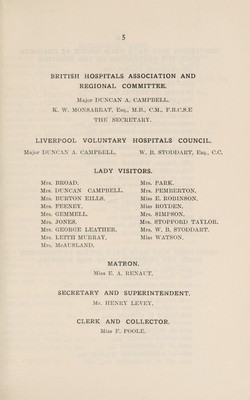 5
BRITISH HOSPITALS ASSOCIATION AND
REGIONAL COMMITTEE.
Major DUNCAN A. CAMPBELL.
K. W. MONSARRAT, Esq., M.B., C.M., F.R.C.S.E
THE SECRETARY.
LIVERPOOL VOLUNTARY HOSPITALS COUNCIL.
Major DUNCAN A. CAMPBELL. W. B. STODDART, Esq., C.C.
LADY VISITORS.
Mrs. BROAD.
Mrs. DUNCAN CAMPBELL.
Mrs. BURTON EILLS.
Mrs. FEENEY.
Mrs. GEMMELL.
Mrs. JONES.
Mrs. GEORGE LEATHER.
Mrs. LEITH MURRAY.
Mrs. McAUSLAND.
Mrs. PARK.
Mrs. PEMBERTON.
Miss E. ROBINSON.
Miss ROYDEN.
Mrs. SIMPSON.
Mrs. STOPFORD TAYLOR.
Mrs. W. B. STODDART.
Miss WATSON.
MATRON.
Miss E. A. RENAUT.
SECRETARY AND SUPERINTENDENT.
Mr. HENRY LEVEY.
CLERK AND COLLECTOR.
Miss F. POOLE.